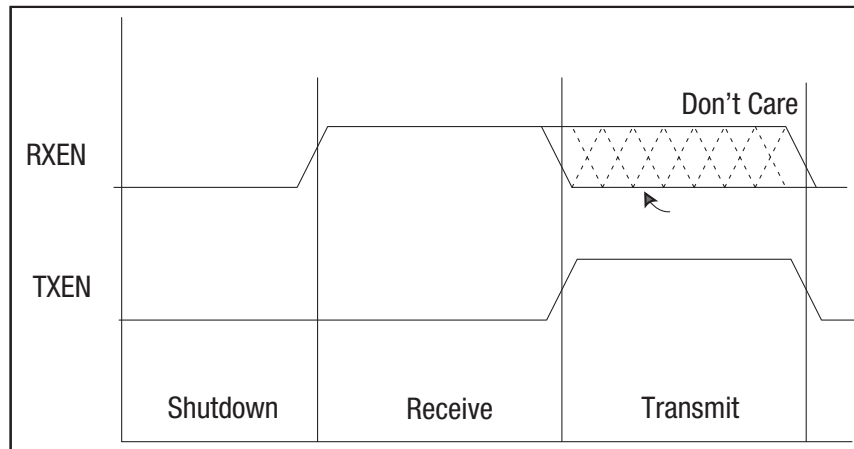 Don't Care
RXEN
TXEN
Shutdown
Receive
Transmit